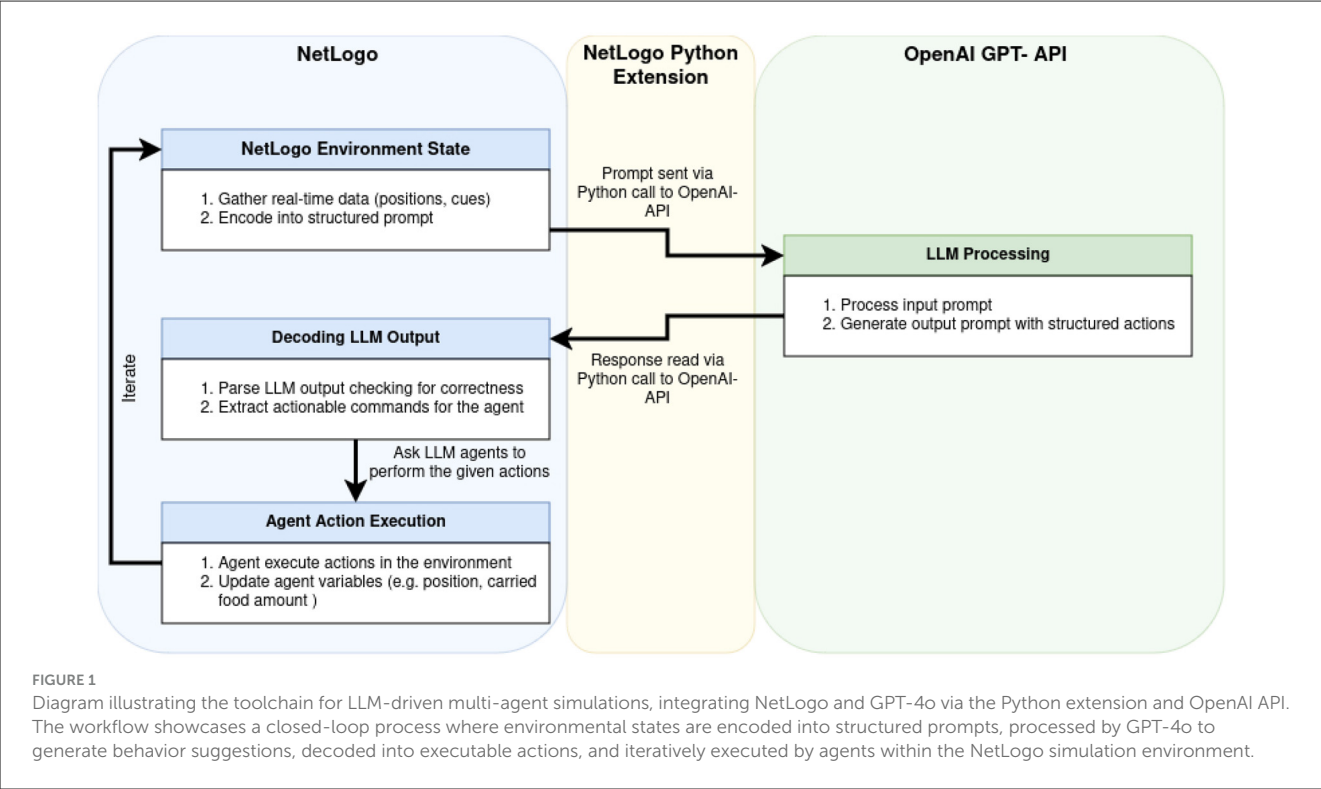 NetLogo
NetLogo Python
Extension
OpenAI GPT- API
NetLogo Environment State
1. Gather real-time data (positions, cues)
2. Encode into structured prompt
Prompt sent via
Python call to OpenAI-
API
LLM Processing
1. Process input prompt
2. Generate output prompt with structured actions
Decoding LLM Output
1. Parse LLM output checking for correctness
2. Extract actionable commands for the agent
Response read via
Python call to OpenAI-
API
Iterate
Ask LLM agents to
perform the given actions
Agent Action Execution
1. Agent execute actions in the environment
2. Update agent variables (e.g. position, carried
food amount )
FIGURE 1
Diagram illustrating the toolchain for LLM-driven multi-agent simulations, integrating NetLogo and GPT-4o via the Python extension and OpenAI API.
The workflow showcases a closed-loop process where environmental states are encoded into structured prompts, processed by GPT-4o to
generate behavior suggestions, decoded into executable actions, and iteratively executed by agents within the NetLogo simulation environment.